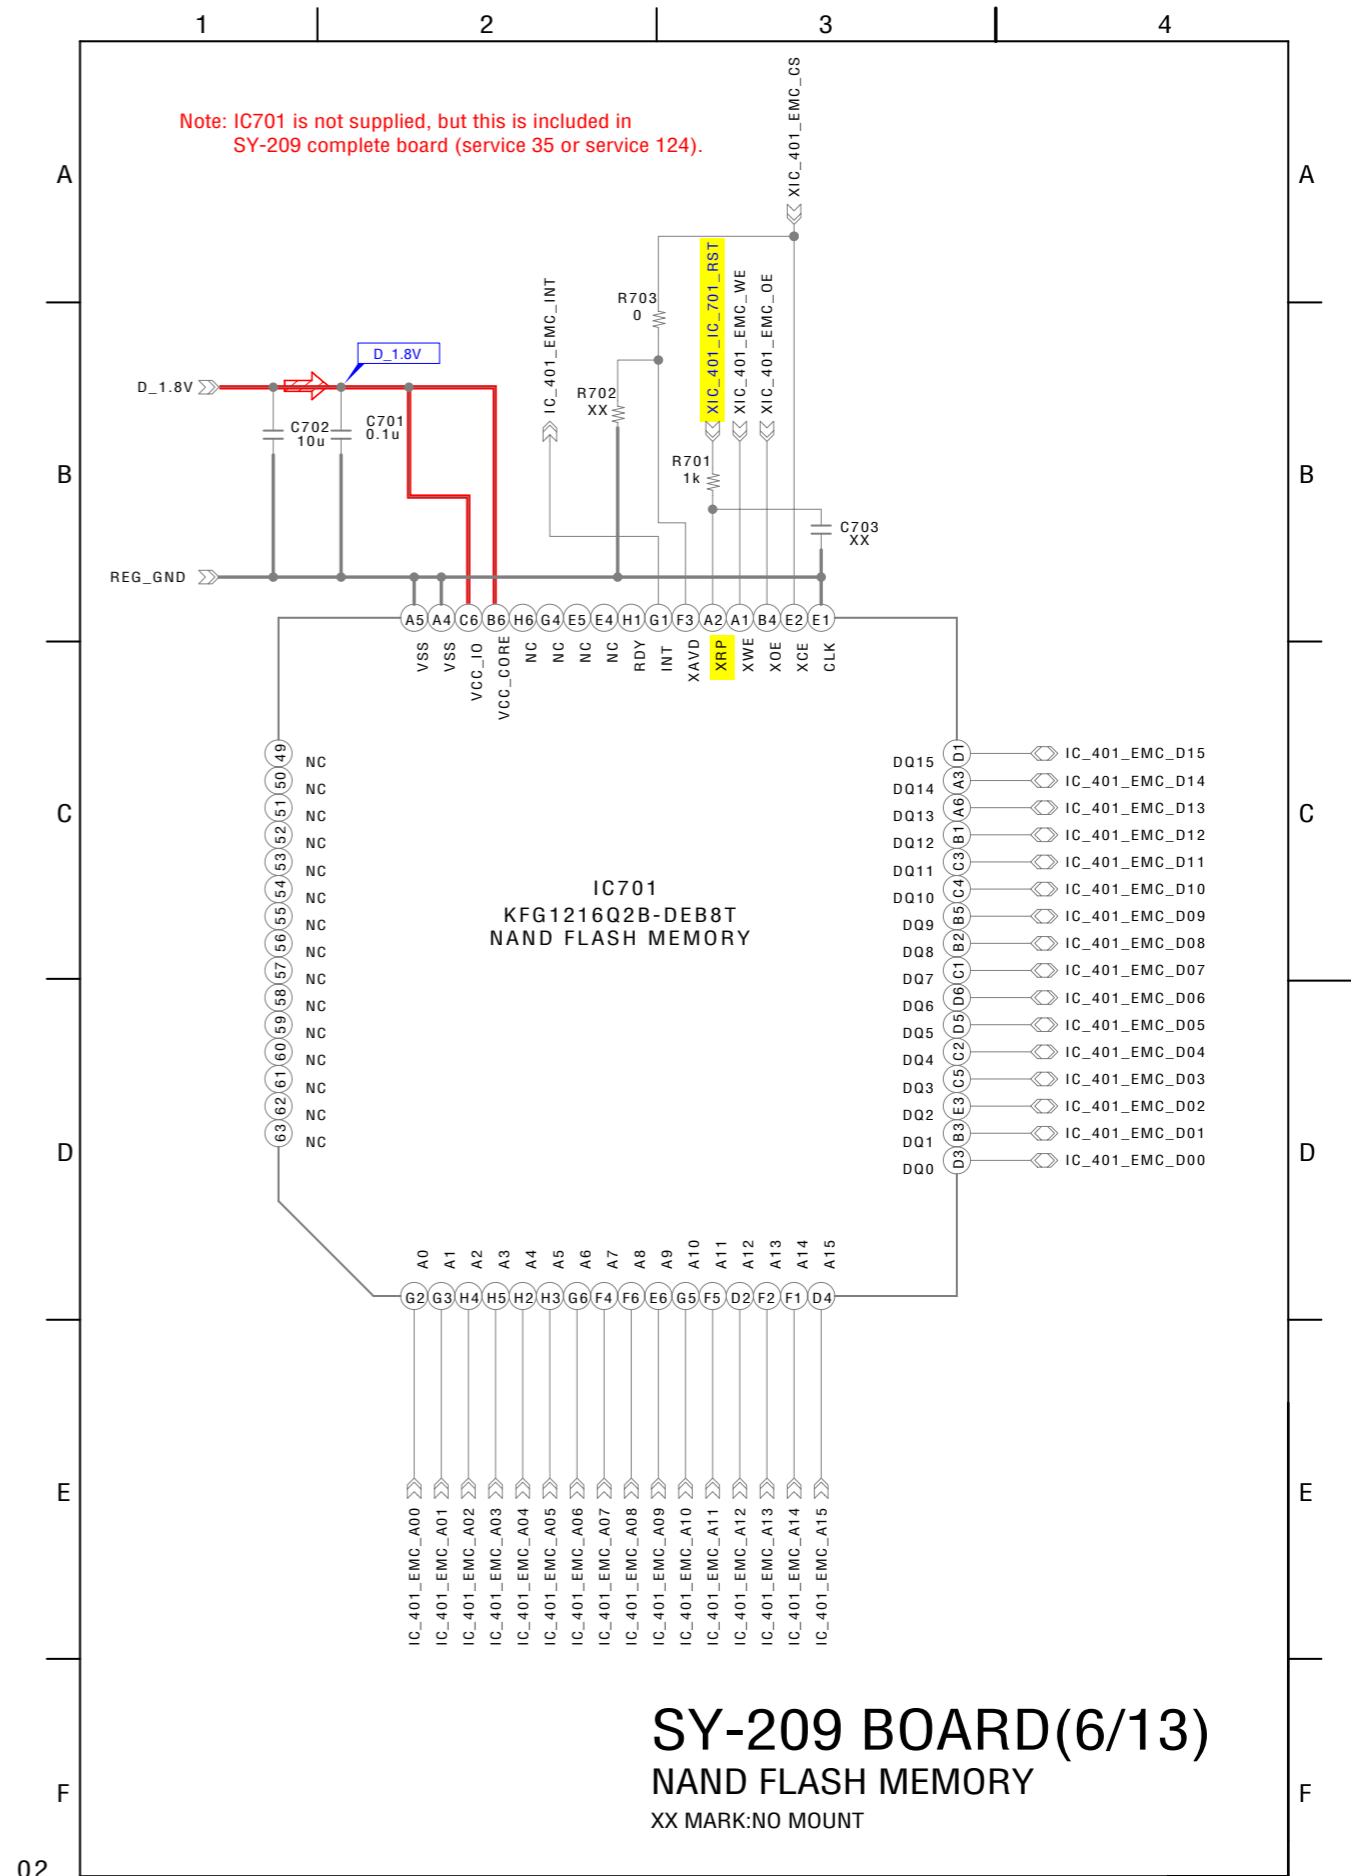 1 2 3 4
Note: IC701 is not supplied, but this is included in
SY-209 complete board (service 35 or service 124).
A A
XIC_401_EMC_CS
IC_401_EMC_INT
R703
0
XIC_401_IC_701_RST
XIC_401_EMC_WE
XIC_401_EMC_OE
D_1.8V
D_1.8V
C702
10u
C701
0.1u
R702
XX
R701
1k
B B
C703
XX
REG_GND
A5 A4 C6 B6 H6 G4 E5 E4 H1 G1 F3 A2 A1 B4 E2 E1
VSS
VSS
VCC_IO
VCC_CORE
NC
NC
NC
NC
RDY
INT
XAVD
XRP
XWE
XOE
XCE
CLK
49 NC
50 NC
51 NC
52 NC
53 NC
54 NC
55 NC
56 NC
57 NC
58 NC
59 NC
60 NC
61 NC
62 NC
63 NC
C C
IC701
KFG1216Q2B-DEB8T
NAND FLASH MEMORY
DQ15 D1 IC_401_EMC_D15
DQ14 A3 IC_401_EMC_D14
DQ13 A6 IC_401_EMC_D13
DQ12 B1 IC_401_EMC_D12
DQ11 C3 IC_401_EMC_D11
DQ10 C4 IC_401_EMC_D10
DQ9 B5 IC_401_EMC_D09
DQ8 B2 IC_401_EMC_D08
DQ7 C1 IC_401_EMC_D07
DQ6 D6 IC_401_EMC_D06
DQ5 D5 IC_401_EMC_D05
DQ4 C2 IC_401_EMC_D04
DQ3 C5 IC_401_EMC_D03
DQ2 E3 IC_401_EMC_D02
DQ1 B3 IC_401_EMC_D01
DQ0 D3 IC_401_EMC_D00
D D
A0
A1
A2
A3
A4
A5
A6
A7
A8
A9
A10
A11
A12
A13
A14
A15
G2 G3 H4 H5 H2 H3 G6 F4 F6 E6 G5 F5 D2 F2 F1 D4
E E
IC_401_EMC_A00
IC_401_EMC_A01
IC_401_EMC_A02
IC_401_EMC_A03
IC_401_EMC_A04
IC_401_EMC_A05
IC_401_EMC_A06
IC_401_EMC_A07
IC_401_EMC_A08
IC_401_EMC_A09
IC_401_EMC_A10
IC_401_EMC_A11
IC_401_EMC_A12
IC_401_EMC_A13
IC_401_EMC_A14
IC_401_EMC_A15
SY-209 BOARD(6/13)
NAND FLASH MEMORY
XX MARK:NO MOUNT
F F
02